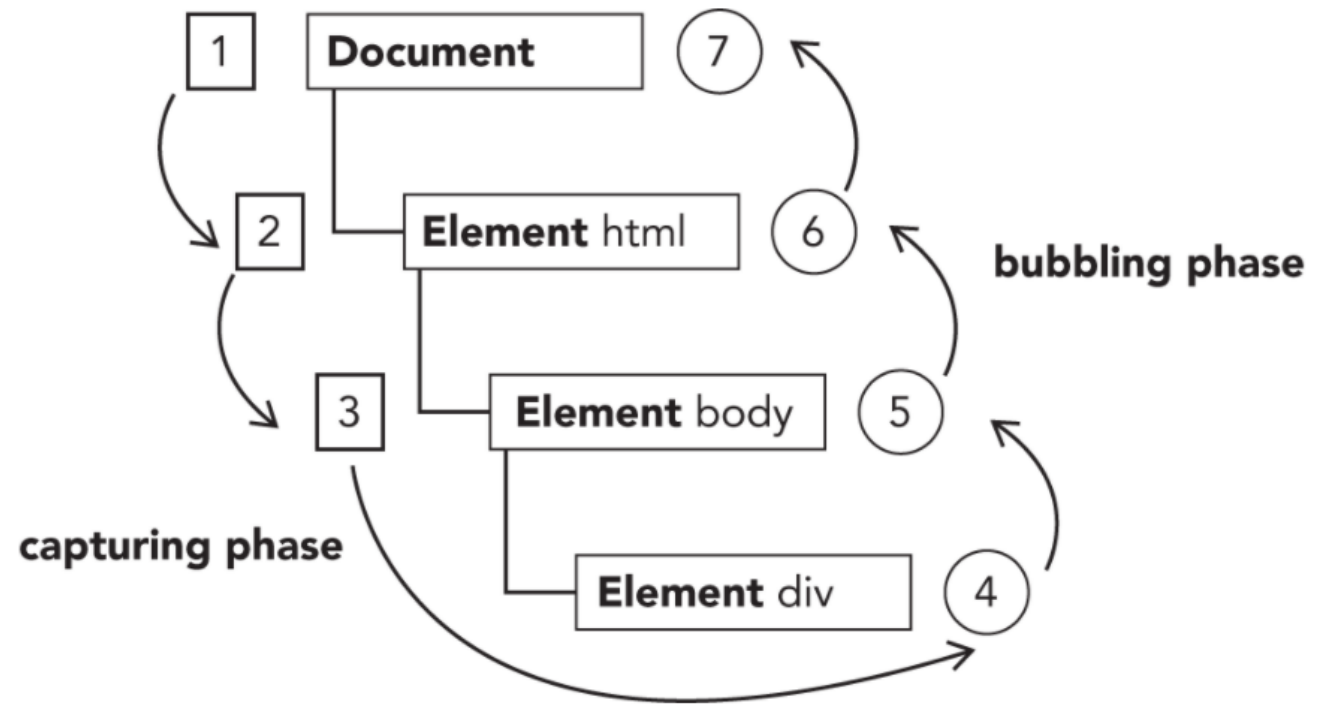 1
Document
7
2
Element html
6
bubbling phase
3
Element body
5
capturing phase
Element div
4